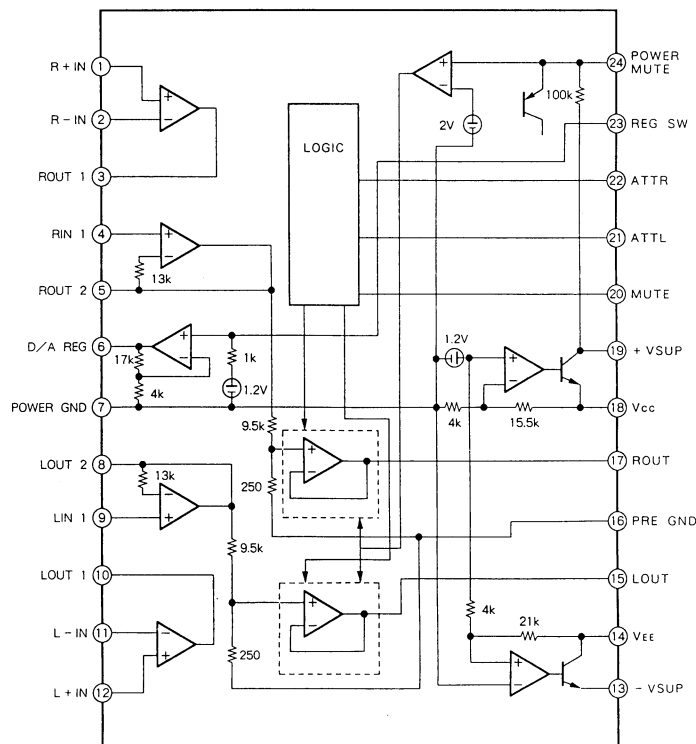 R+IN 1
R-IN 2
ROUT 1 3
RIN 1 4
ROUT 2 5
D/A REG 6
POWER GND 7
LOUT 2 8
LIN 1 9
LOUT 1 10
L-IN 11
L+IN 12
+
-
+
-
13k
+
-
17k
4k
1k
1.2V
9.5k
250
13k
-
+
9.5k
250
-
+
LOGIC
+
-
+
-
+
-
2V
100k
1.2V
+
-
4k
15.5k
4k
21k
+
-
24 POWER
MUTE
23 REG SW
22 ATTR
21 ATTL
20 MUTE
19 + VSUP
18 Vcc
17 ROUT
16 PRE GND
15 LOUT
14 VEE
13 - VSUP